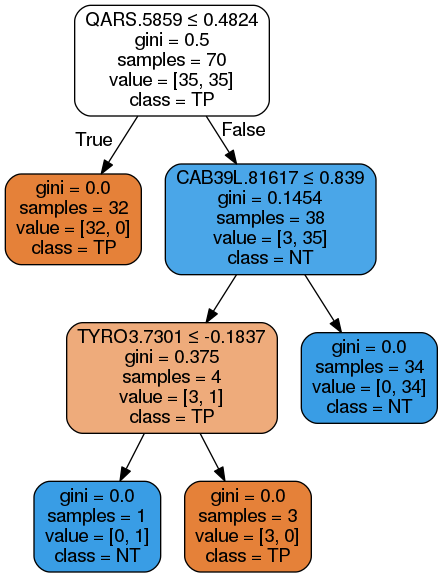 QARS.5859 ≤ 0.4824
gini = 0.5
samples = 70
value = [35, 35]
class = TP
True
False
gini = 0.0
samples = 32
value = [32, 0]
class = TP
CAB39L.81617 ≤ 0.839
gini = 0.1454
samples = 38
value = [3, 35]
class = NT
TYRO3.7301 ≤ -0.1837
gini = 0.375
samples = 4
value = [3, 1]
class = TP
gini = 0.0
samples = 34
value = [0, 34]
class = NT
gini = 0.0
samples = 1
value = [0, 1]
class = NT
gini = 0.0
samples = 3
value = [3, 0]
class = TP